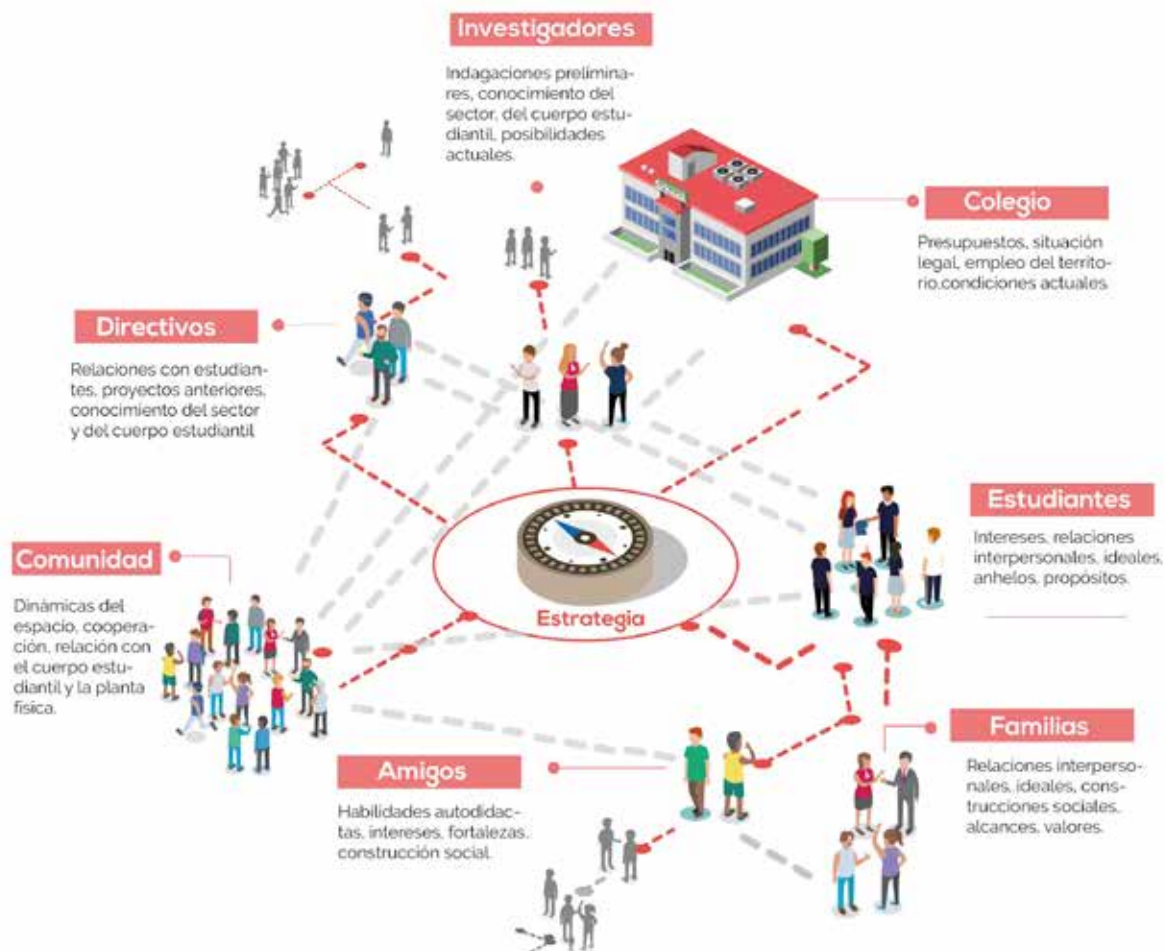 Investigadores
Indagaciones prelimina-
res, conocimiento del
sector, del cuerpo estu-
diantil, posibilidades
actuales.
Colegio
Presupuestos, situación
legal, empleo del territo-
rio,condiciones actuales
Directivos
Relaciones con estudian-
tes, proyectos anteriores,
conocimiento del sector
y del cuerpo estudiantil
Estudiantes
Intereses, relaciones
interpersonales, ideales,
anhelos, propósitos.
Comunidad
Dinámicas del
espacio, coopera-
ción, relación con
el cuerpo estu-
diantil y la planta
física.
Estrategia
Familias
Relaciones interperso-
nales, ideales, cons-
trucciones sociales,
alcances, valores.
Amigos
Habilidades autodidac-
tas, intereses, fortalezas,
construcción social.